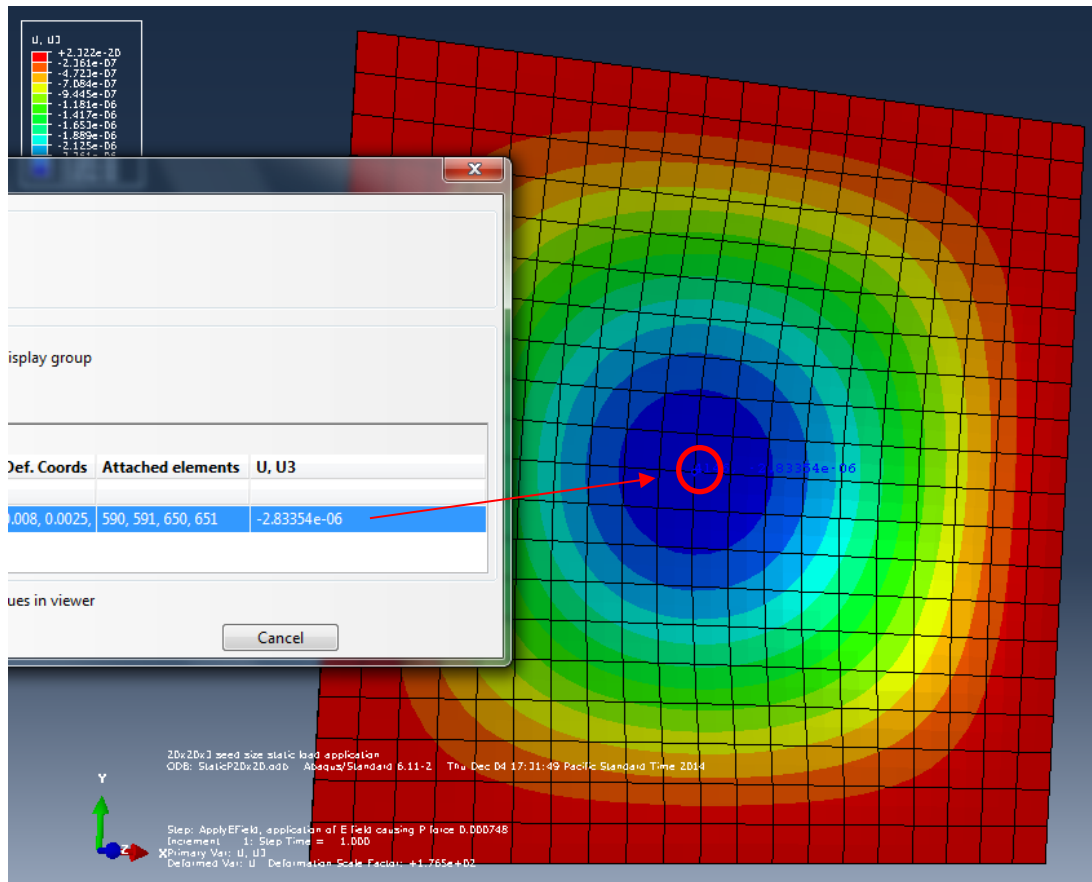 U, U3
+2.322e-20
-2.361e-07
-4.723e-07
-7.084e-07
-9.445e-07
-1.181e-06
-1.417e-06
-1.653e-06
-1.889e-06
-2.125e-06
X
isplay group
Def. Coords Attached elements U, U3
0.008, 0.0025, 590, 591, 650, 651 -2.83354e-06
83354e-06
ues in viewer
Cancel
20x20x3 seed size static load application
ODB: StaticP20x20.odb Abaqus/Standard 6.11-2 Thu Dec 04 17:31:49 Pacific Standard Time 2014
Y
Z
X
Step: ApplyEField, application of E field causing P force 0.000748
Increment 1: Step Time = 1.000
Primary Var: U, U3
Deformed Var: U Deformation Scale Factor: +1.765e+02